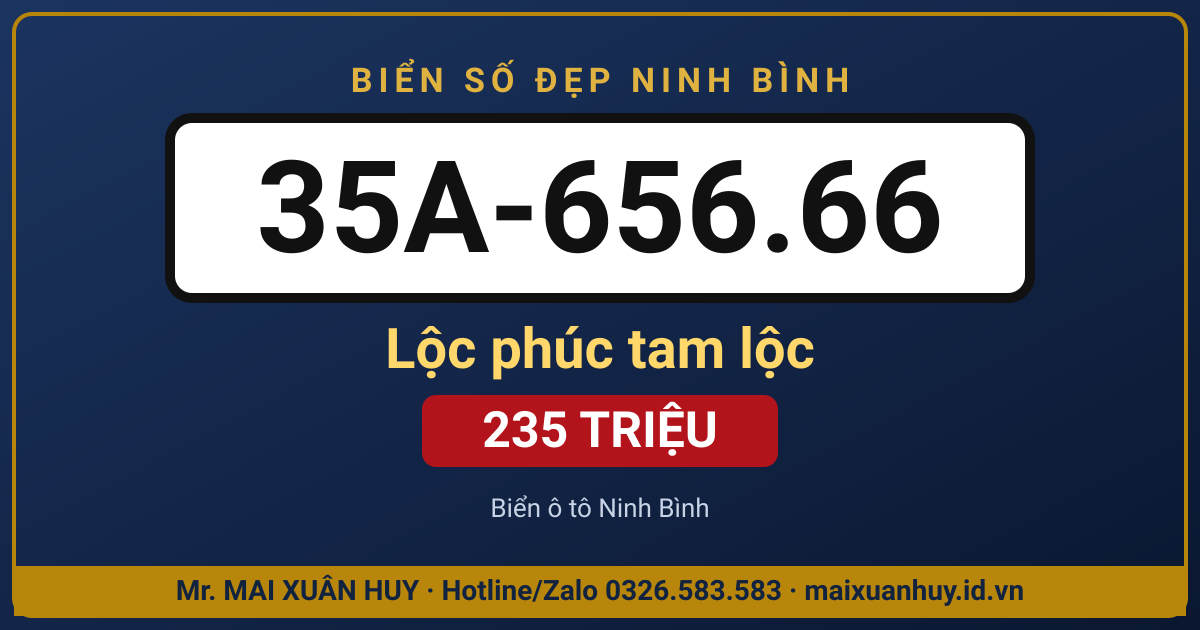 BIỂN SỐ ĐẸP NINH BÌNH
35A-656.66
Lộc phúc tam lộc
235 TRIỆU
Biển ô tô Ninh Bình
Mr. MAI XUÂN HUY · Hotline/Zalo 0326.583.583 · maixuanhuy.id.vn